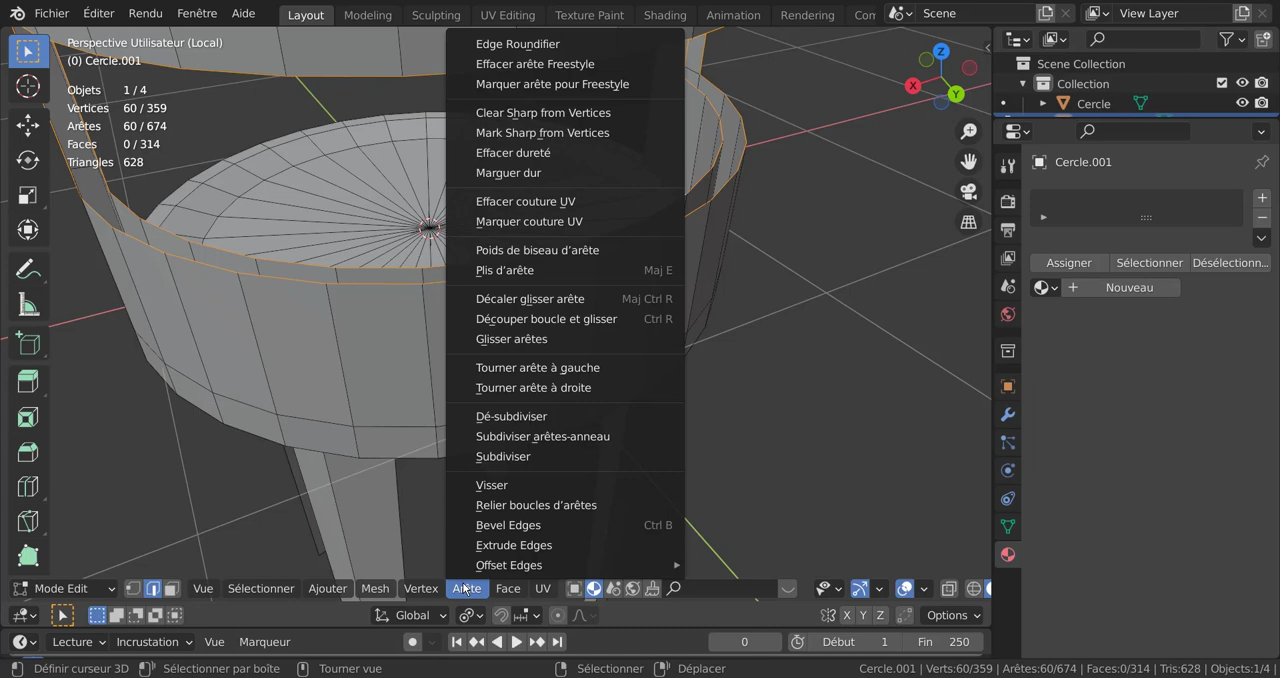 Fichier Éditer Rendu Fenêtre Aide Layout Modeling Sculpting UV Editing Texture Paint Shading Animation Rendering Con Scene View Layer
Perspective Utilisateur (Local)
(0) Cercle.001
Objets 1 / 4
Vertices 60 / 359
Arêtes 60 / 674
Faces 0 / 314
Triangles 628
Edge Roundifier
Effacer arête Freestyle
Marquer arête pour Freestyle
Clear Sharp from Vertices
Mark Sharp from Vertices
Effacer dureté
Marguer dur
Effacer couture UV
Marquer couture UV
Poids de biseau d'arête
Plis d'arête Maj E
Décaler glisser arête Maj Ctrl R
Découper boucle et glisser Ctrl R
Glisser arêtes
Tourner arête à gauche
Tourner arête à droite
Dé-subdiviser
Subdiviser arêtes-anneau
Subdiviser
Visser
Relier boucles d'arêtes
Bevel Edges Ctrl B
Extrude Edges
Offset Edges
Z
X
Y
Scene Collection
Collection
Cercle
Cercle.001
Assigner Sélectionner Désélectionn...
Nouveau
Mode Edit Vue Sélectionner Ajouter Mesh Vertex Arête Face UV
Global X Y Z Options
Lecture Incrustation Vue Marqueur 0 Début 1 Fin 250
Définir curseur 3D Sélectionner par boîte Tourner vue Sélectionner Déplacer Cercle.001 | Verts:60/359 | Arêtes:60/674 | Faces:0/314 | Tris:628 | Objects:1/4 |